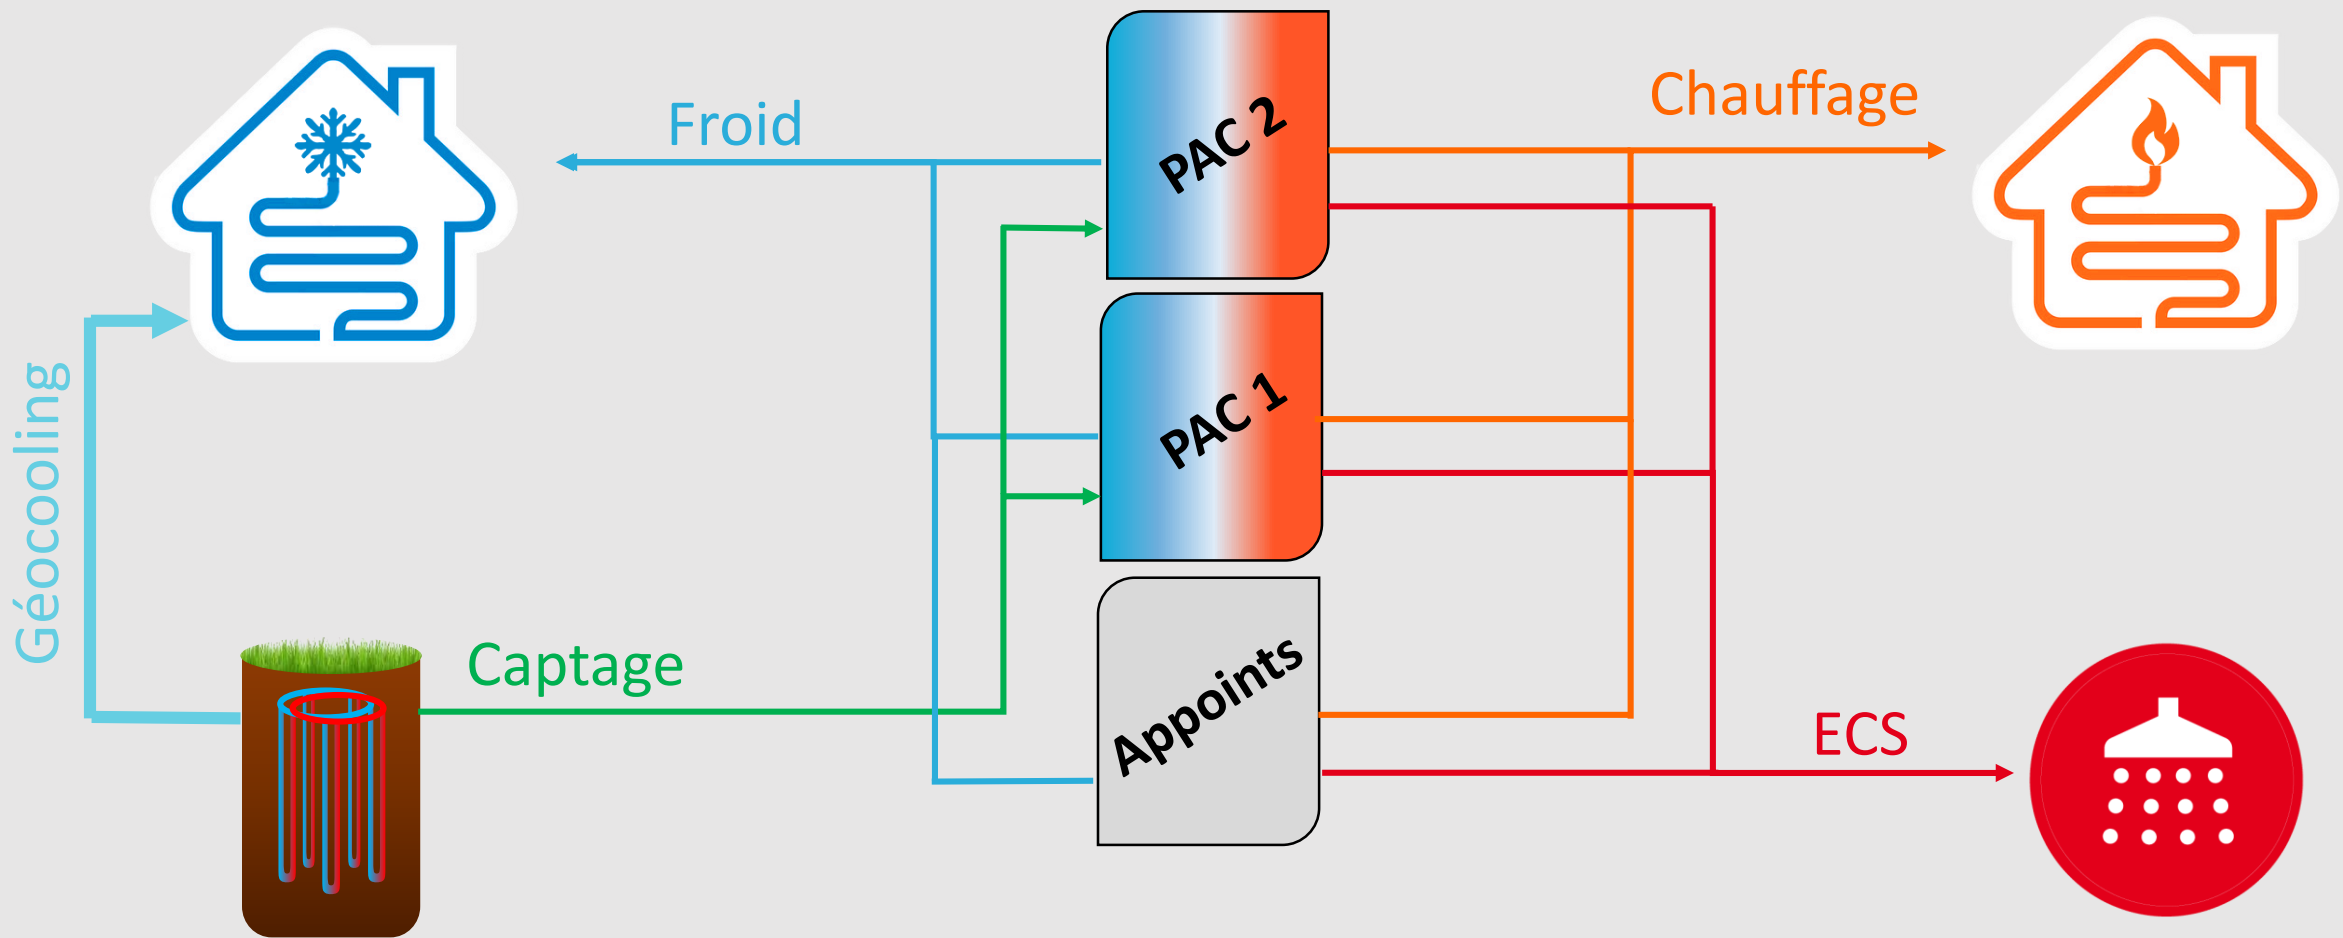 PAC 2
Chauffage
Froid
PAC 1
Géocooling
Captage
Appoints
ECS